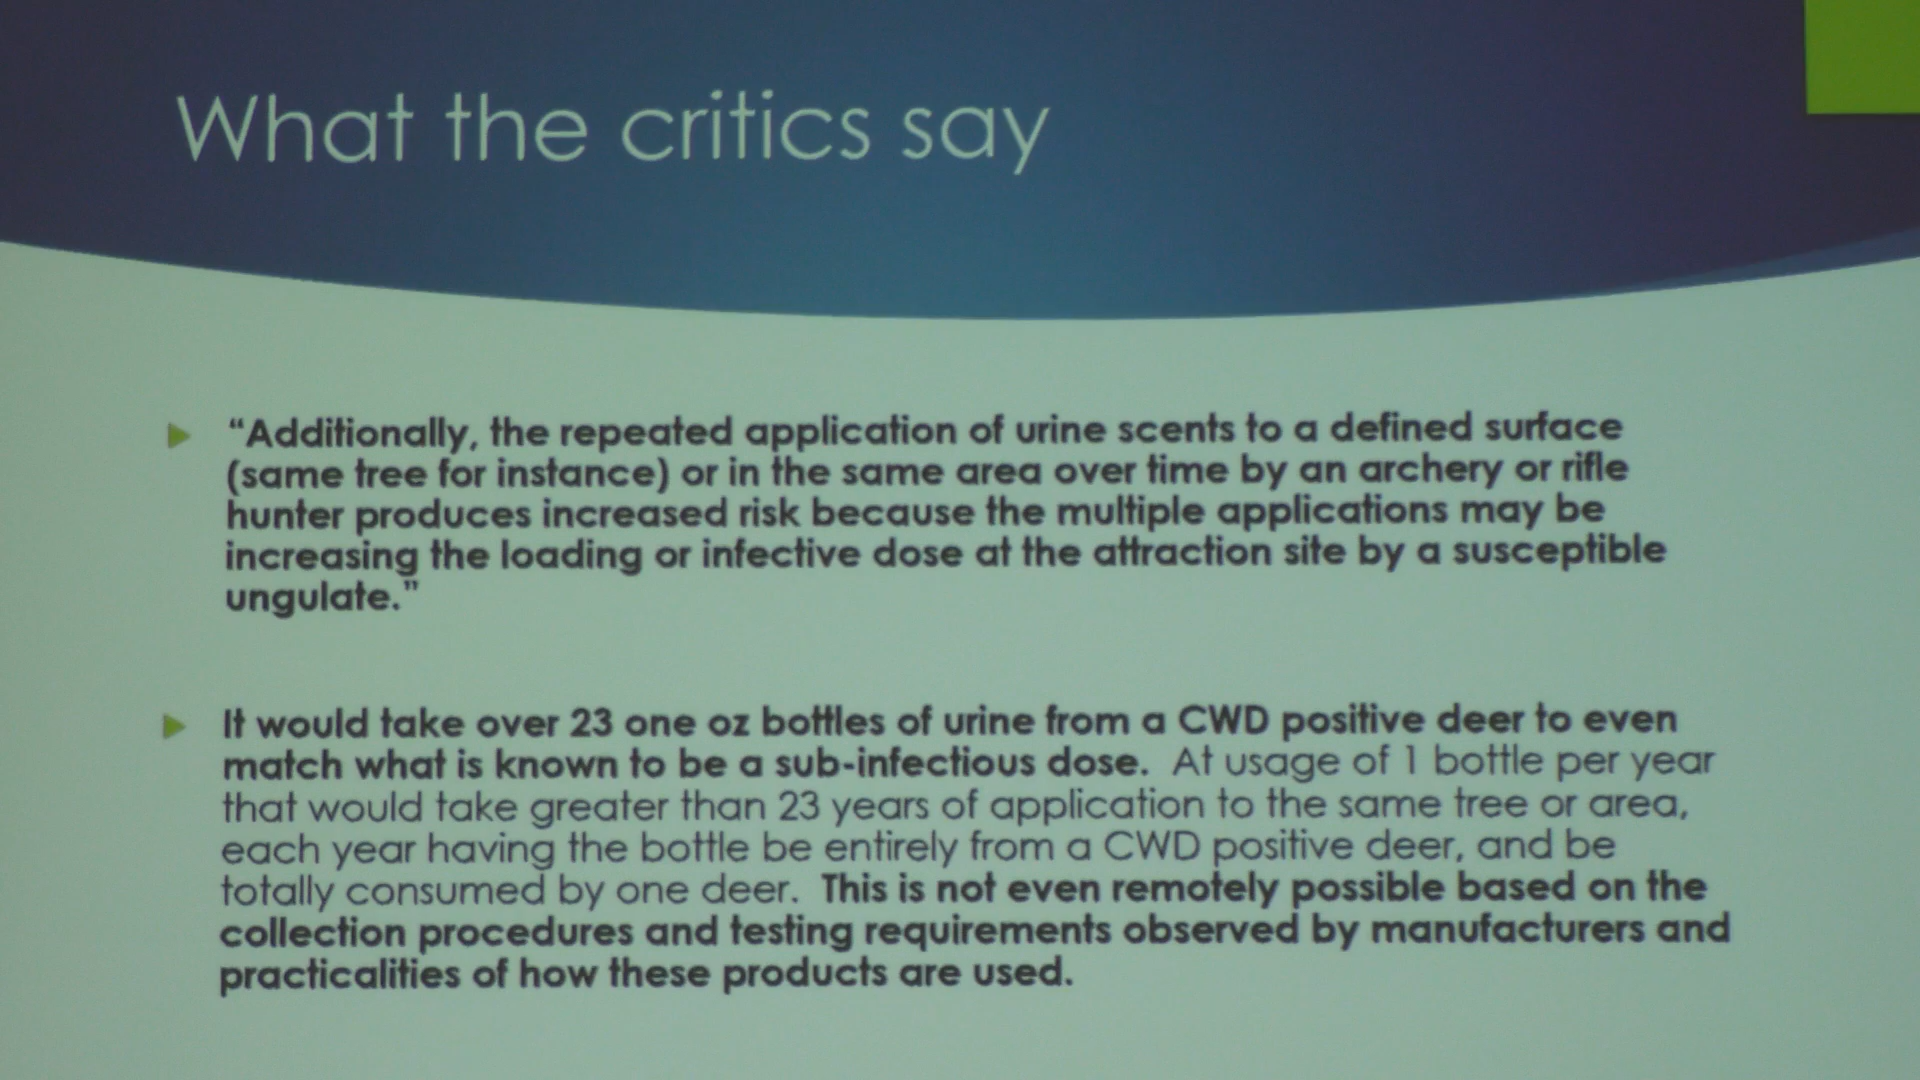 What the critics say
“Additionally, the repeated application of urine scents to a defined surface
(same tree for instance) or in the same area over time by an archery or rifle
hunter produces increased risk because the multiple applications may be
increasing the loading or infective dose at the attraction site by a susceptible
ungulate.”
It would take over 23 one oz bottles of urine from a CWD positive deer to even
match what is known to be a sub-infectious dose.  At usage of 1 bottle per year
that would take greater than 23 years of application to the same tree or area,
each year having the bottle be entirely from a CWD positive deer, and be
totally consumed by one deer.  This is not even remotely possible based on the
collection procedures and testing requirements observed by manufacturers and
practicalities of how these products are used.